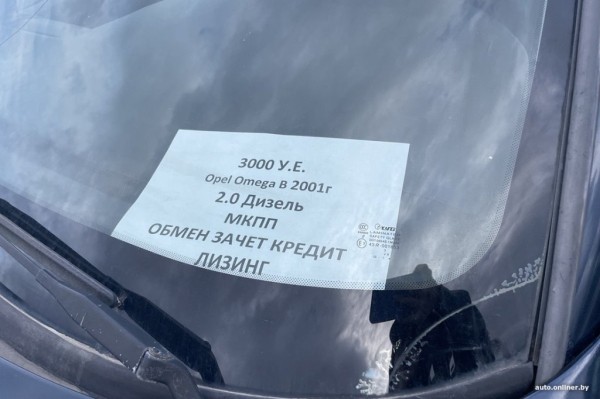 3000 У.Е.
Opel Omega B 2001г
2.0 Дизель
МКПП
ОБМЕН ЗАЧЕТ КРЕДИТ
ЛИЗИНГ
auto.onliner.by